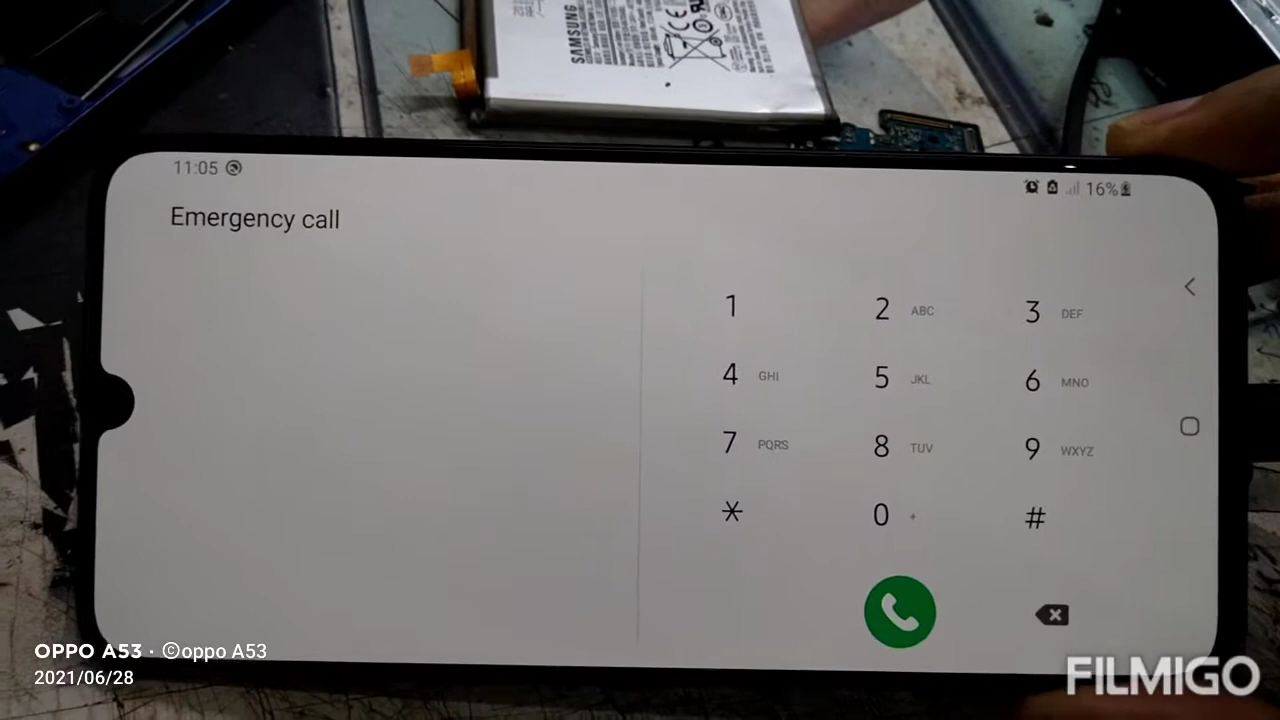 SAMSUNG
11:05
16%
Emergency call
1
2 ABC
3 DEF
4 GHI
5 JKL
6 MNO
7 PQRS
8 TUV
9 WXYZ
*
0 +
#
OPPO A53 · ©oppo A53
2021/06/28
FILMIGO